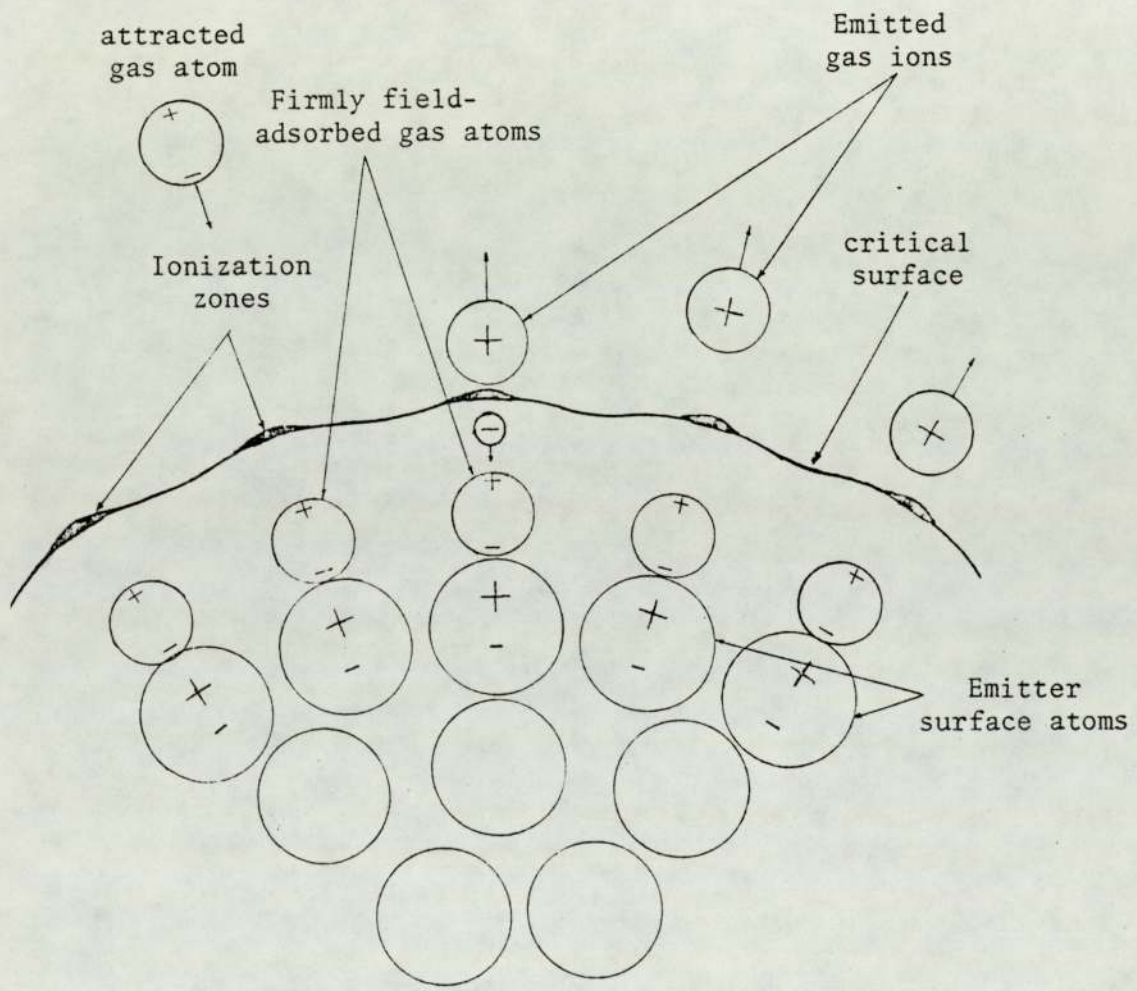 attracted
gas atom
Emitted
gas ions
Firmly field-
adsorbed gas atoms
Ionization
zones
critical
surface
Emitter
surface atoms